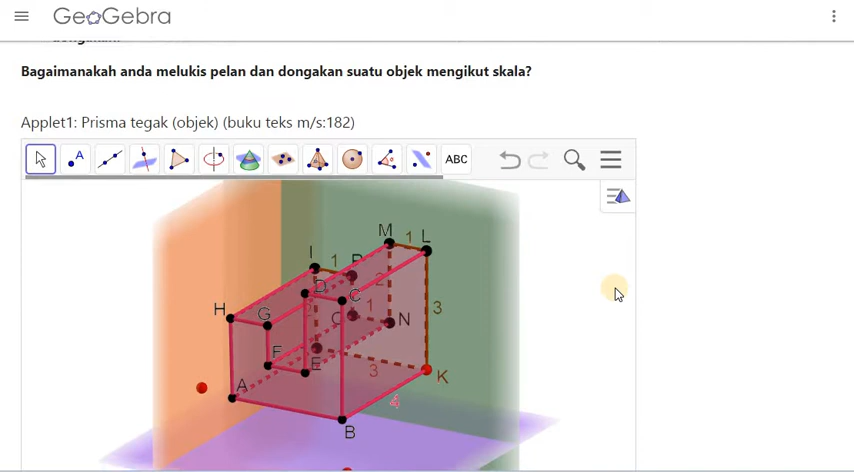 GeoGebra
Bagaimanakah anda melukis pelan dan dongakan suatu objek mengikut skala?
Applet1: Prisma tegak (objek) (buku teks m/s:182)
A
ABC
M
1
L
I
1
P
D
2
C
H
G
1
N
3
F
E
3
K
A
4
B